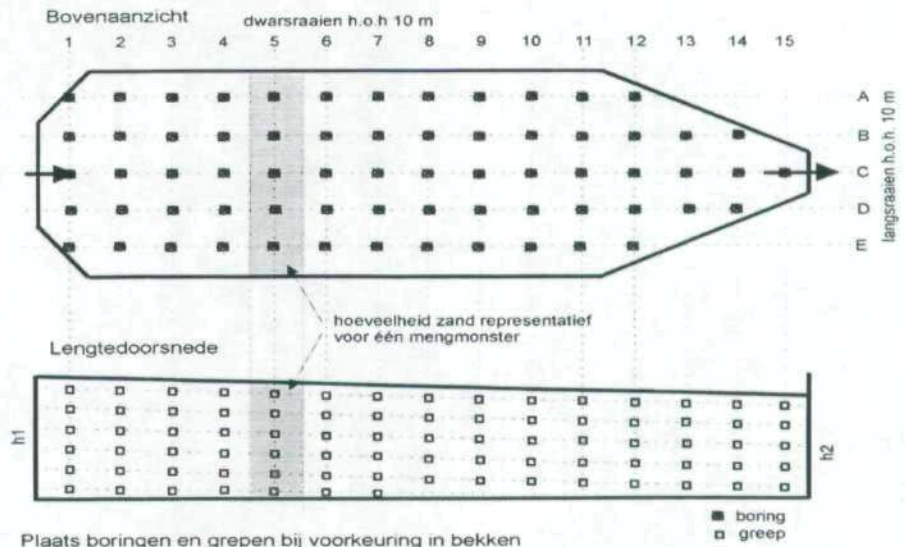 Bovenaanzicht
dwarsraaien h.o.h 10 m
1 2 3 4 5 6 7 8 9 10 11 12 13 14 15
A
B
C
D
E
langsraaien h.o.h. 10 m
hoeveelheid zand representatief
voor één mengmonster
Lengtedoorsnede
h1
h2
boring
greep
Plaats boringen en grepen bij voorkeuring in bekken